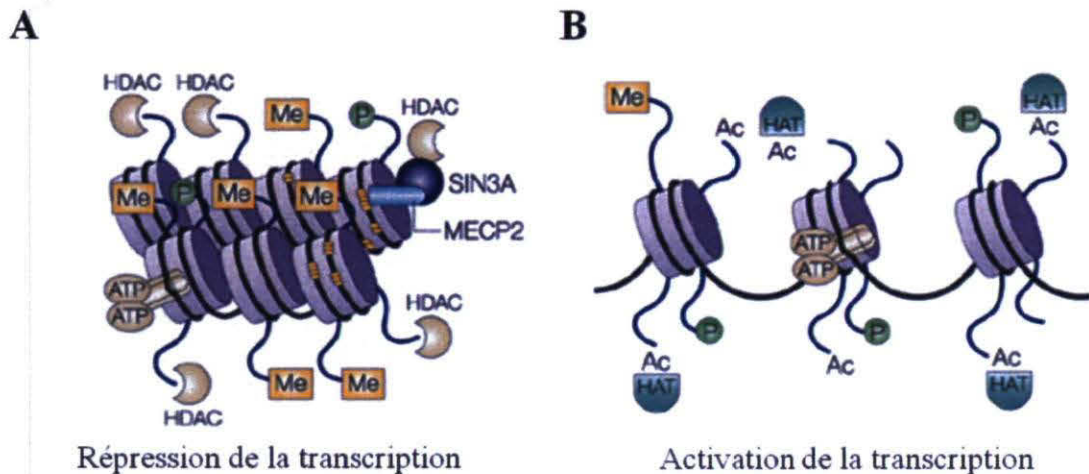 A
B
HDAC HDAC
Me
P
HDAC
Me
P
Me
Me
SIN3A
MECP2
ATP
ATP
HDAC
HDAC
Me
Me
Me
Ac
HAT
Ac
P
HAT
Ac
ATP
ATP
P
P
Ac
HAT
Ac
Ac
HAT
Répression de la transcription
Activation de la transcription